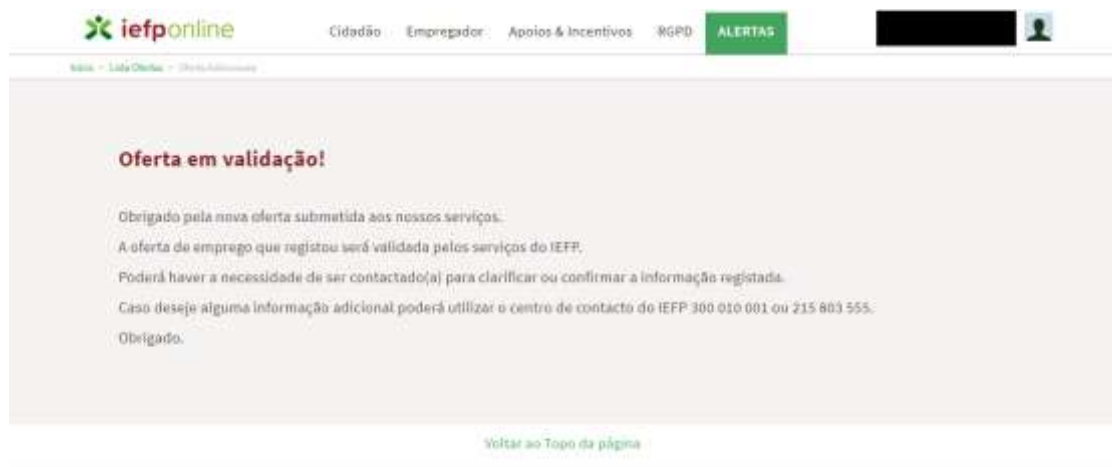 iefponline
Cidadão Empregador Apoios & Incentivos RGPD ALERTAS
Início > Lista Ofertas >
Oferta em validação!
Obrigado pela nova oferta submetida aos nossos serviços.
A oferta de emprego que registou será validada pelos serviços do IEFP.
Poderá haver a necessidade de ser contactado(a) para clarificar ou confirmar a informação registada.
Caso deseje alguma informação adicional poderá utilizar o centro de contacto do IEFP 300 010 001 ou 215 803 555.
Obrigado.
Voltar ao Topo da página